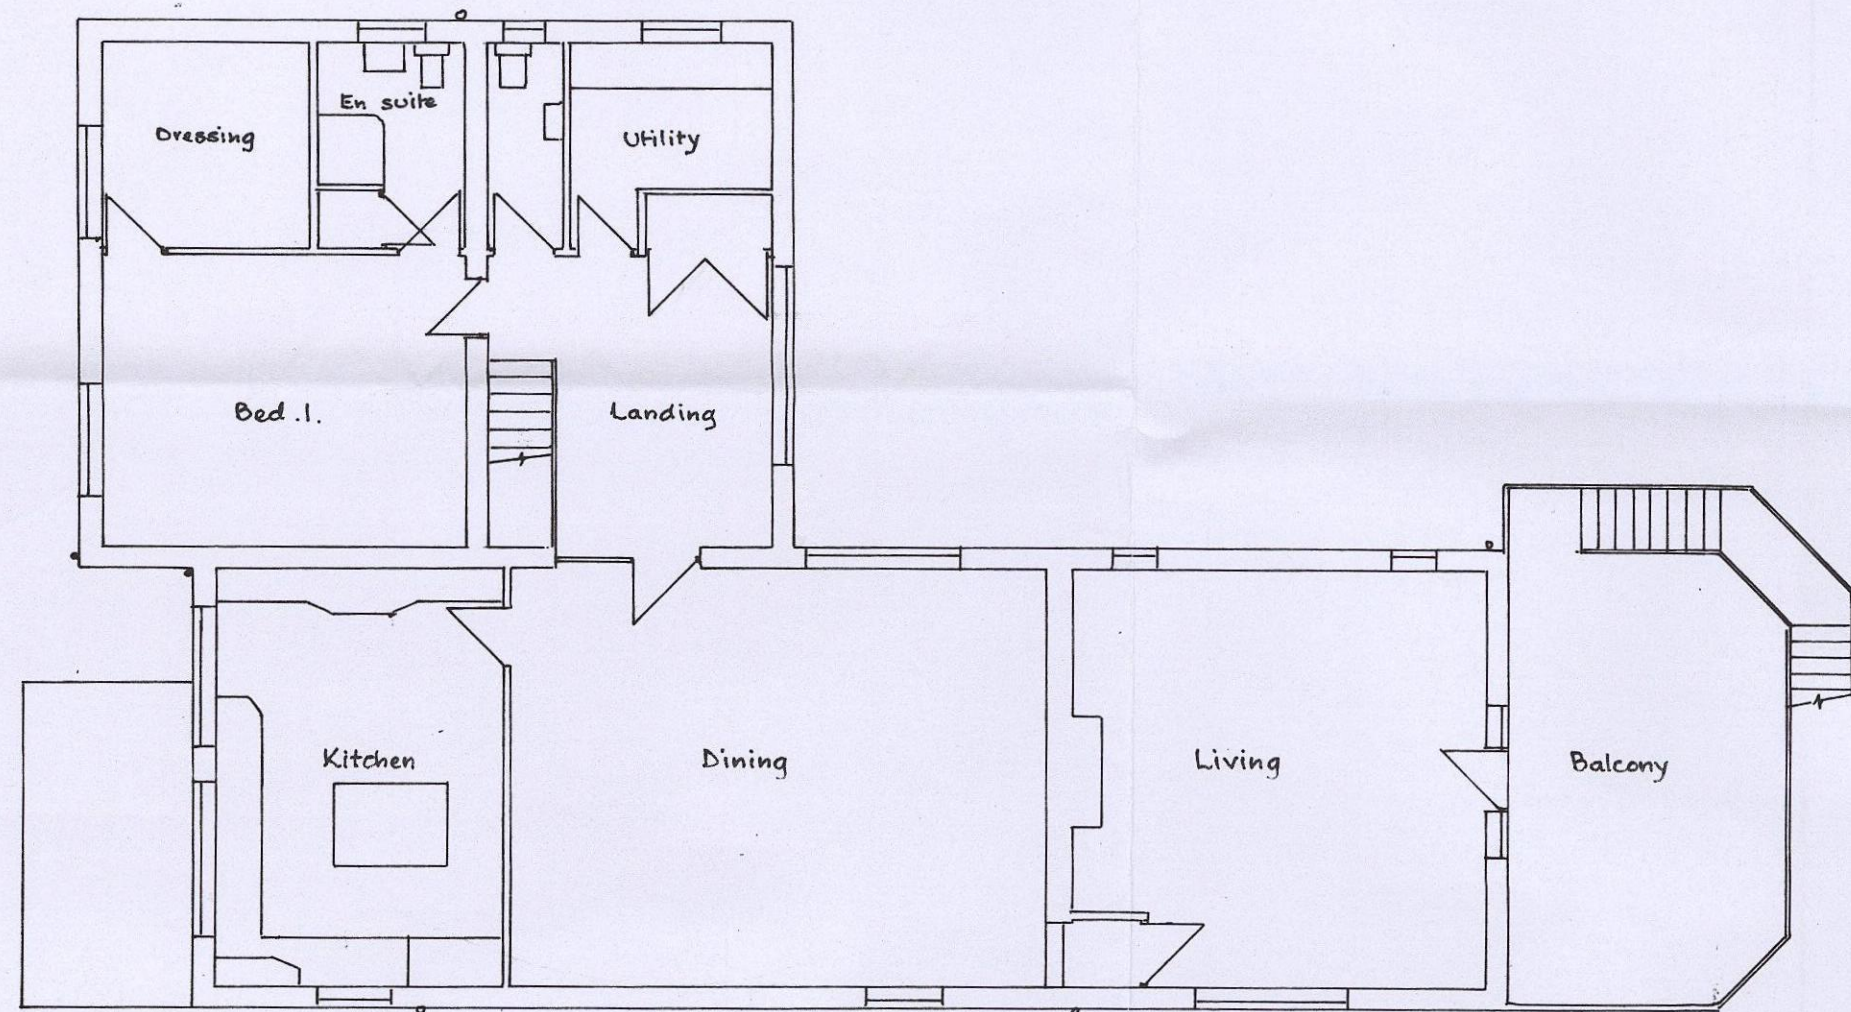 En suite
Dressing
Utility
Bed .1.
Landing
Kitchen
Dining
Living
Balcony